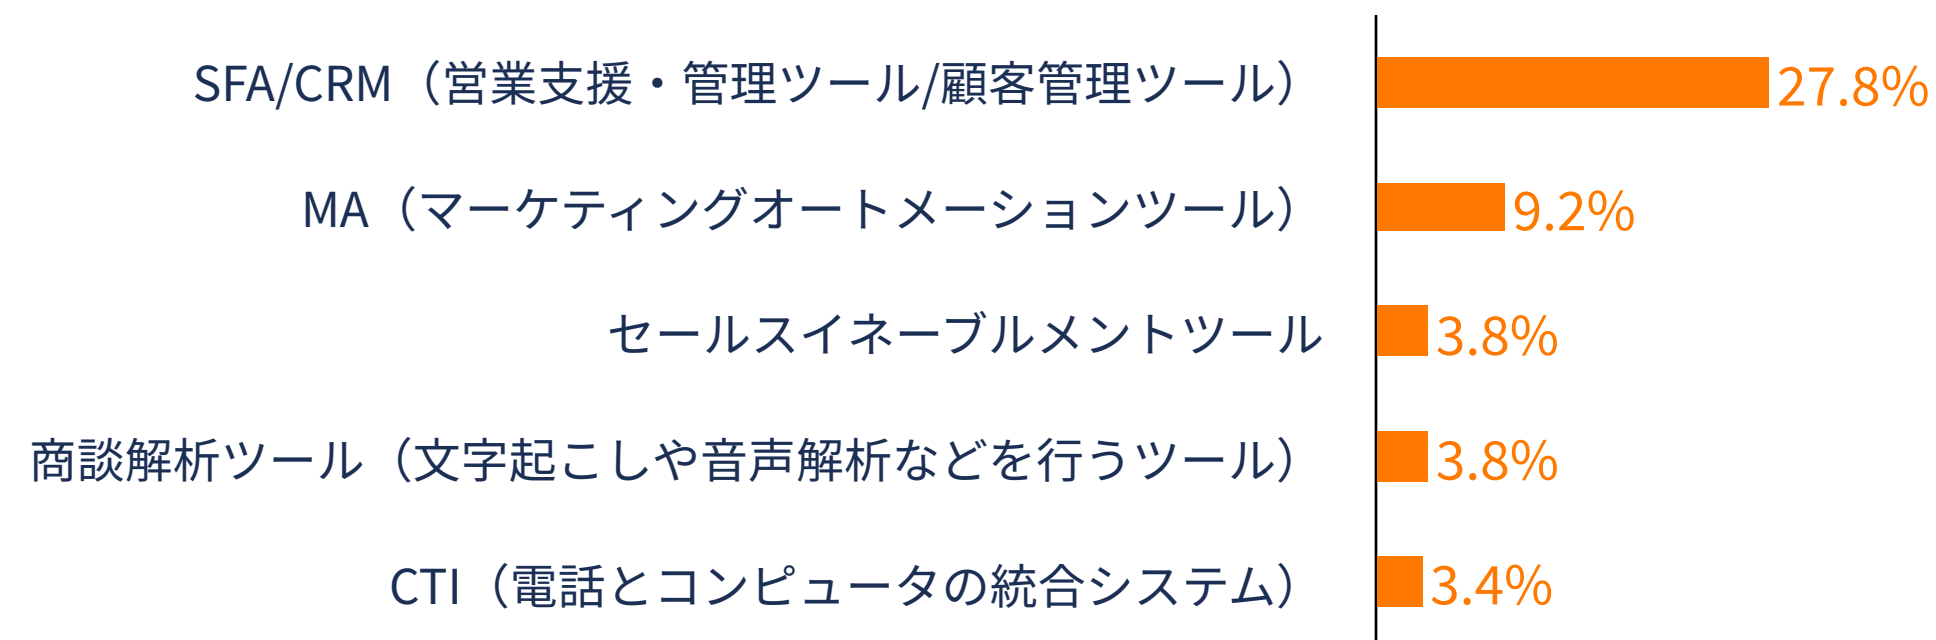 SFA/CRM（営業支援・管理ツール/顧客管理ツール） 27.8%
MA（マーケティングオートメーションツール） 9.2%
セールスイネーブルメントツール 3.8%
商談解析ツール（文字起こしや音声解析などを行うツール） 3.8%
CTI（電話とコンピュータの統合システム） 3.4%